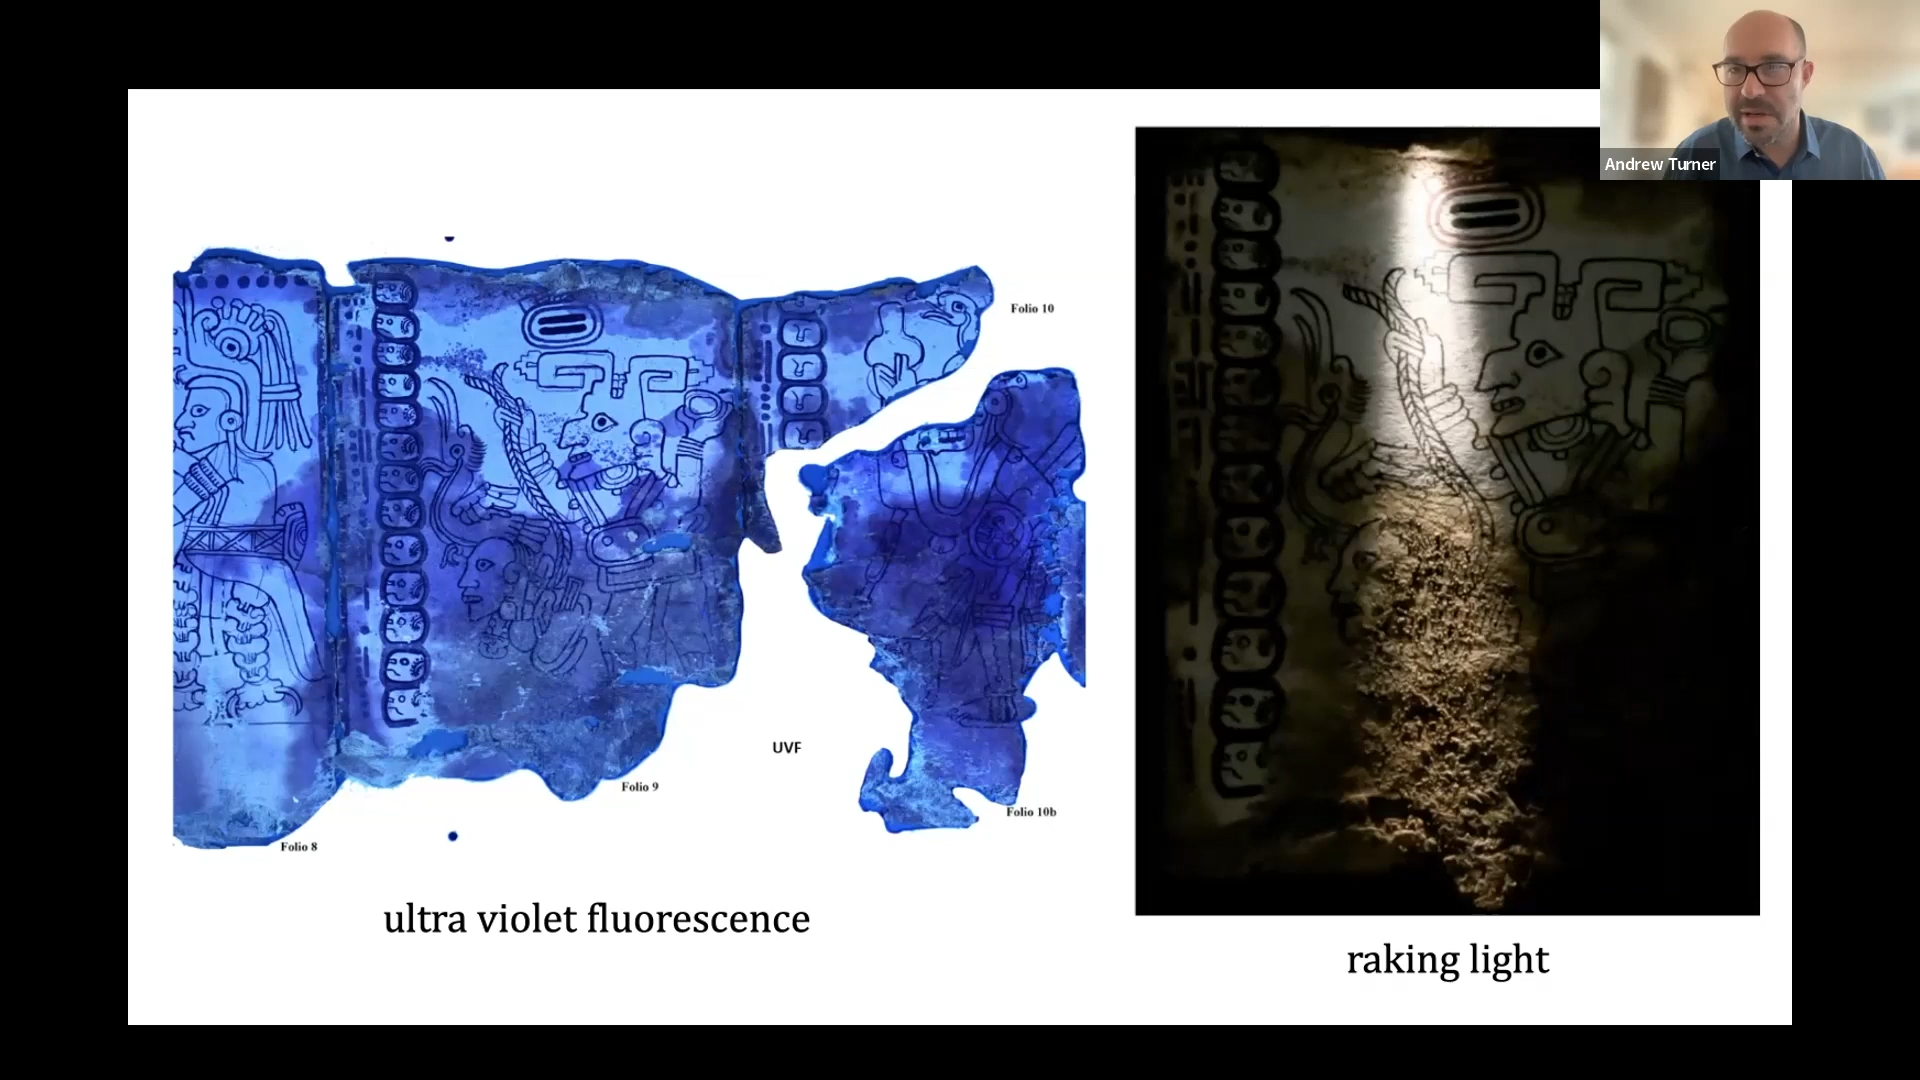 Andrew Turner
Folio 10
UVF
Folio 9
Folio 10b
Folio 8
ultra violet fluorescence
raking light